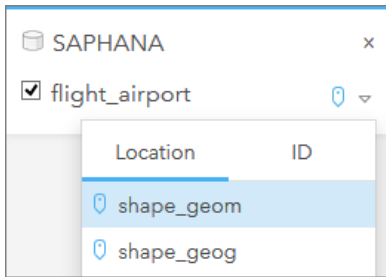 SAPHANA ×
flight_airport
Location ID
shape_geom
shape_geog